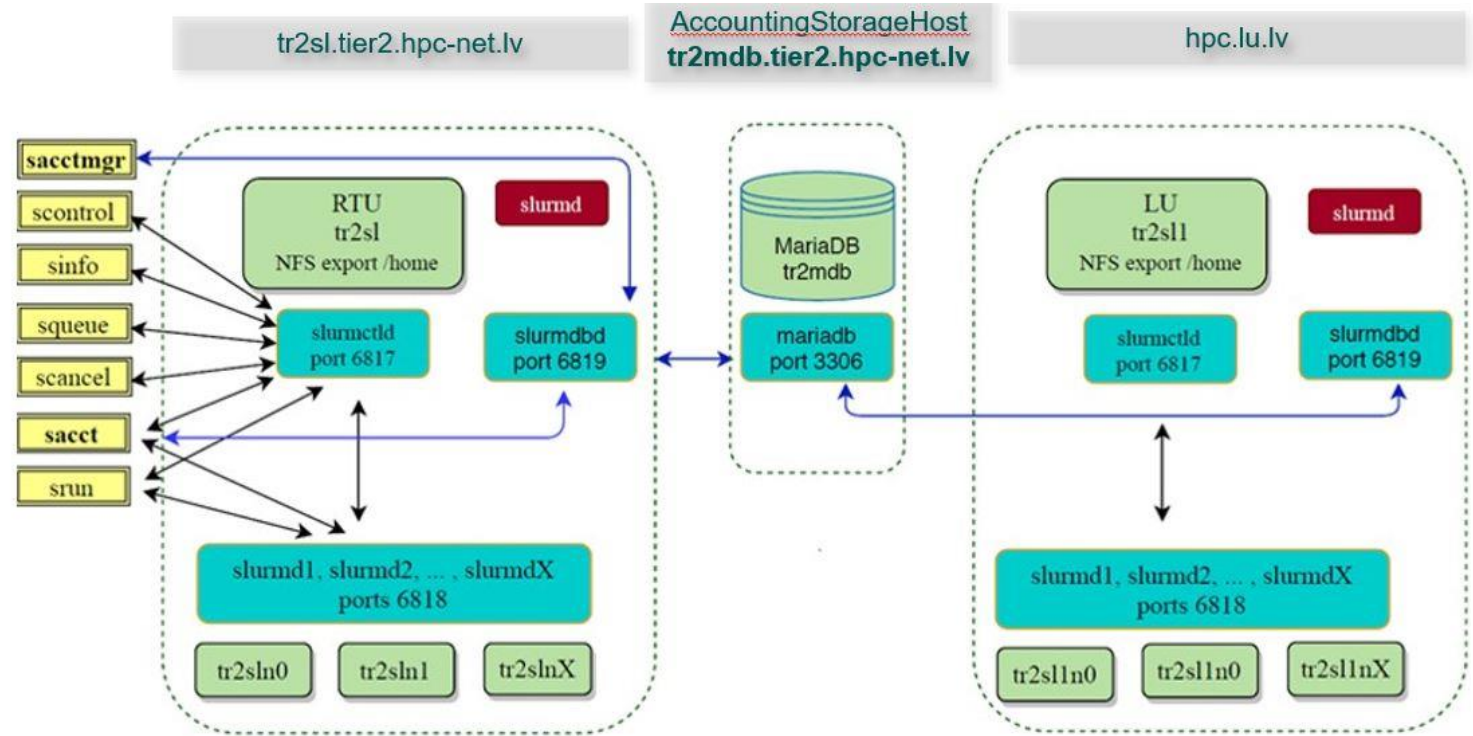 tr2sl.tier2.hpc-net.lv
AccountingStorageHost
tr2mdb.tier2.hpc-net.lv
hpc.lu.lv
sacctmgr
scontrol
sinfo
squeue
scancel
sacct
srun
RTU
tr2sl
NFS export /home
slurmd
slurmctld
port 6817
slurmdbd
port 6819
slurmd1, slurmd2, ... , slurmdX
ports 6818
tr2sln0
tr2sln1
tr2slnX
MariaDB
tr2mdb
mariadb
port 3306
LU
tr2sl1
NFS export /home
slurmd
slurmctld
port 6817
slurmdbd
port 6819
slurmd1, slurmd2, ... , slurmdX
ports 6818
tr2sl1n0
tr2sl1n0
tr2sl1nX